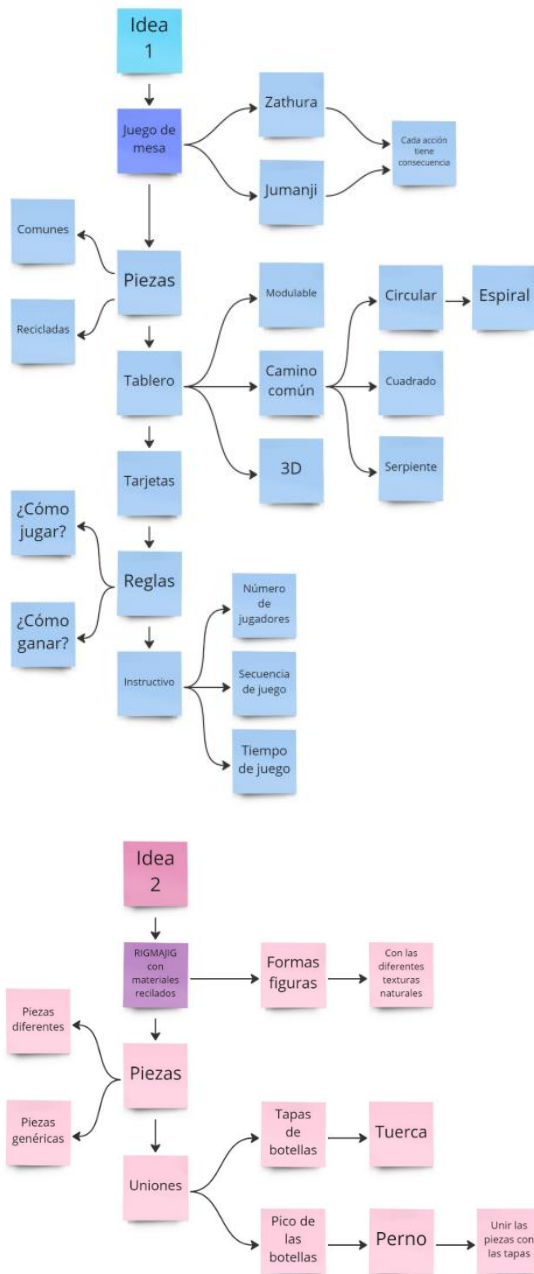 Idea
1
Juego de
mesa
Zathura
Jumanji
Cada acción
tiene
consecuencia
Comunes
Recicladas
Piezas
Tablero
Modulable
Camino
común
3D
Circular
Espiral
Cuadrado
Serpiente
Tarjetas
¿Cómo
jugar?
¿Cómo
ganar?
Reglas
Instructivo
Número
de
jugadores
Secuencia
de juego
Tiempo
de juego
Idea
2
RIGMAJIG
con
materiales
recilados
Formas
figuras
Con las
diferentes
texturas
naturales
Piezas
diferentes
Piezas
genéricas
Piezas
Uniones
Tapas
de
botellas
Tuerca
Pico de
las
botellas
Perno
Unir las
piezas con
las tapas